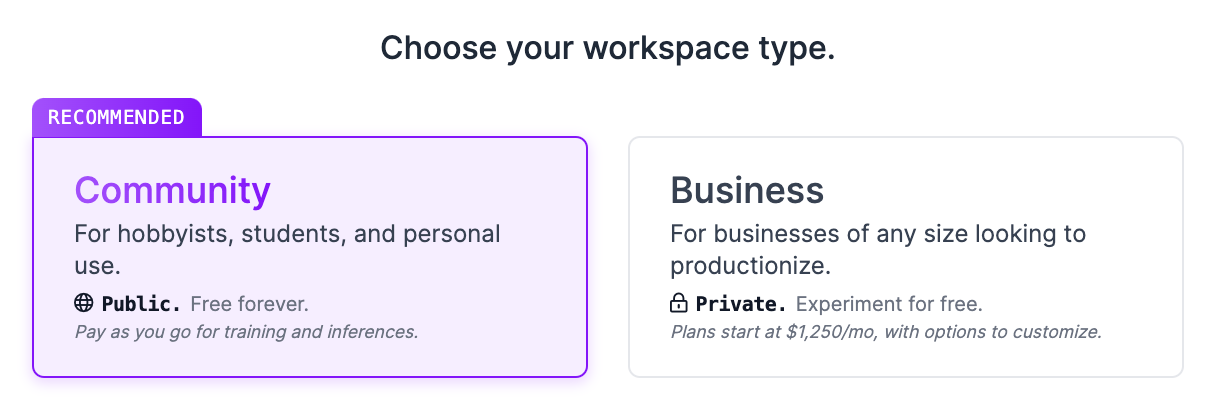 Choose your workspace type.
RECOMMENDED
Community
For hobbyists, students, and personal
use.
Public. Free forever.
Pay as you go for training and inferences.
Business
For businesses of any size looking to
productionize.
Private. Experiment for free.
Plans start at $1,250/mo, with options to customize.